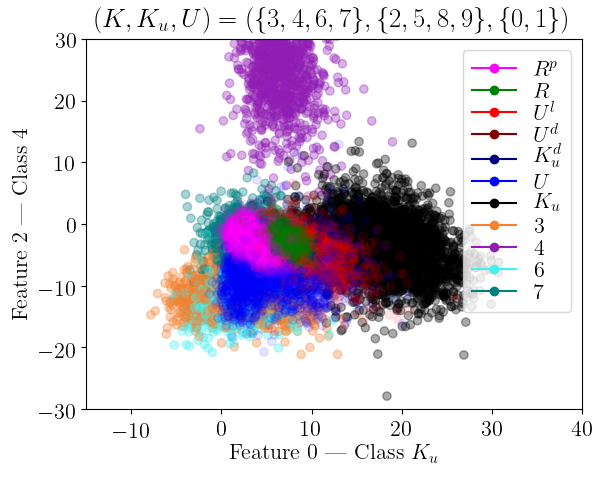 (K, K_u, U) = ({3, 4, 6, 7}, {2, 5, 8, 9}, {0, 1})
30
20
10
0
−10
−20
−30
Feature 2 — Class 4
R^p
R
U^l
U^d
K_u^d
U
K_u
3
4
6
7
−10
0
10
20
30
40
Feature 0 — Class K_u